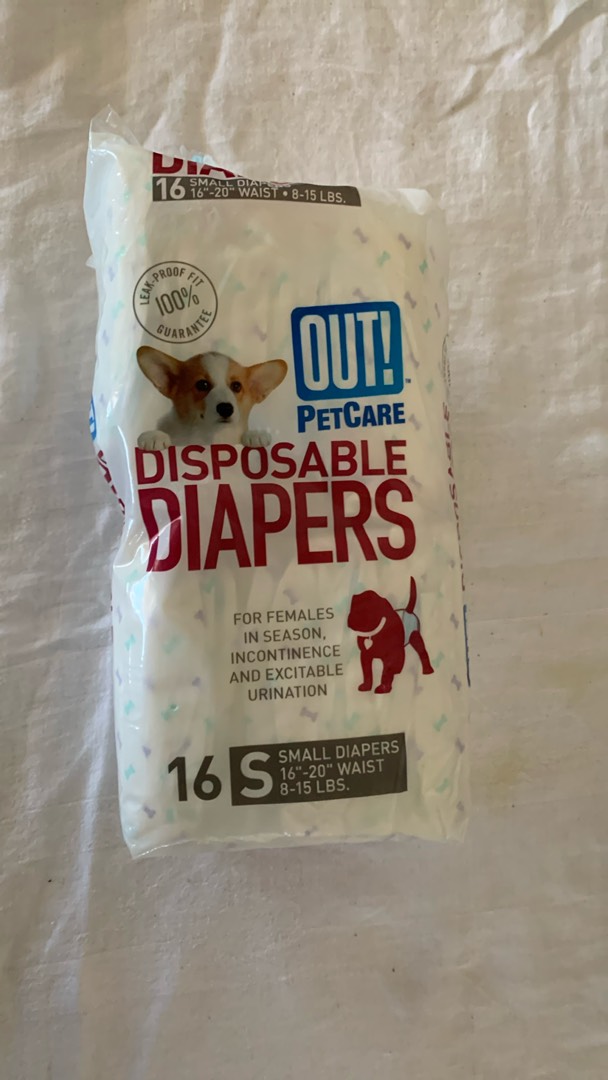 16 SMALL DIAPERS
16"-20" WAIST • 8-15 LBS.
LEAK-PROOF FIT
100%
GUARANTEE
OUT!
™
PETCARE
DISPOSABLE
DIAPERS
FOR FEMALES
IN SEASON,
INCONTINENCE
AND EXCITABLE
URINATION
16 S SMALL DIAPERS
16"-20" WAIST
8-15 LBS.